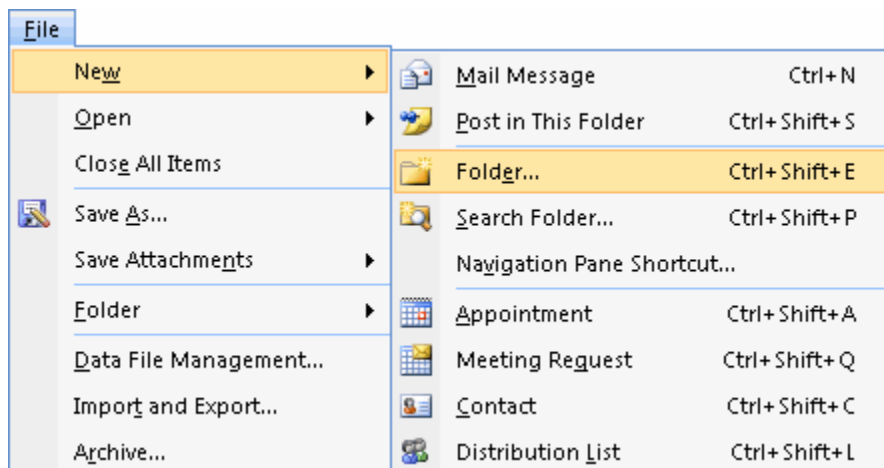 File
New
Open
Close All Items
Save As...
Save Attachments
Folder
Data File Management...
Import and Export...
Archive...
Mail Message Ctrl+N
Post in This Folder Ctrl+Shift+S
Folder... Ctrl+Shift+E
Search Folder... Ctrl+Shift+P
Navigation Pane Shortcut...
Appointment Ctrl+Shift+A
Meeting Request Ctrl+Shift+Q
Contact Ctrl+Shift+C
Distribution List Ctrl+Shift+L